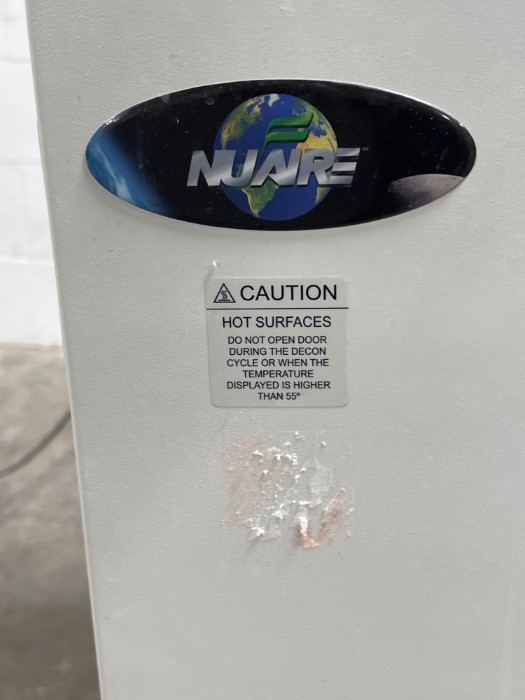 NUAIRE™
CAUTION
HOT SURFACES
DO NOT OPEN DOOR
DURING THE DECON
CYCLE OR WHEN THE
TEMPERATURE
DISPLAYED IS HIGHER
THAN 55°